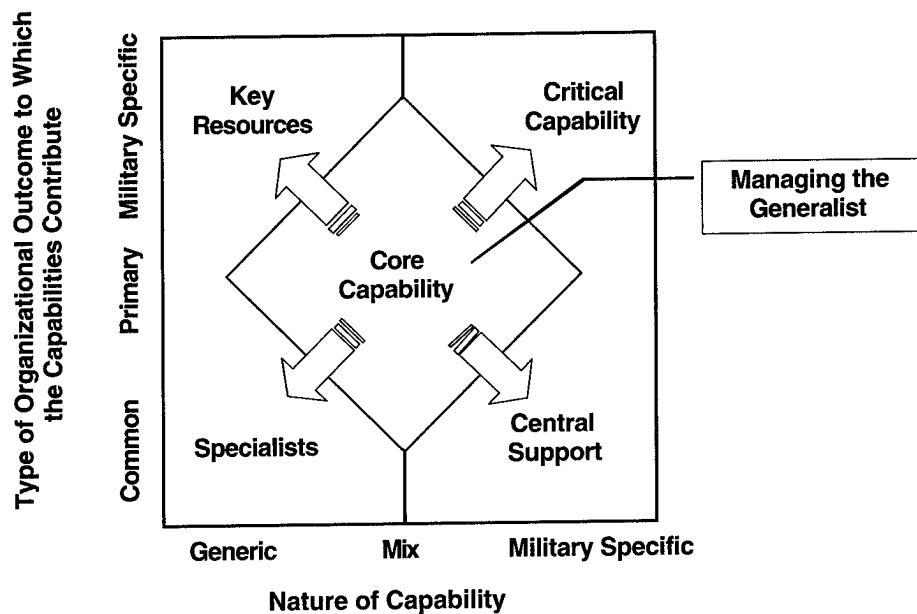 Type of Organizational Outcome to Which
the Capabilities Contribute
Military Specific
Primary
Common
Key
Resources
Critical
Capability
Managing the
Generalist
Core
Capability
Specialists
Central
Support
Generic
Mix
Military Specific
Nature of Capability